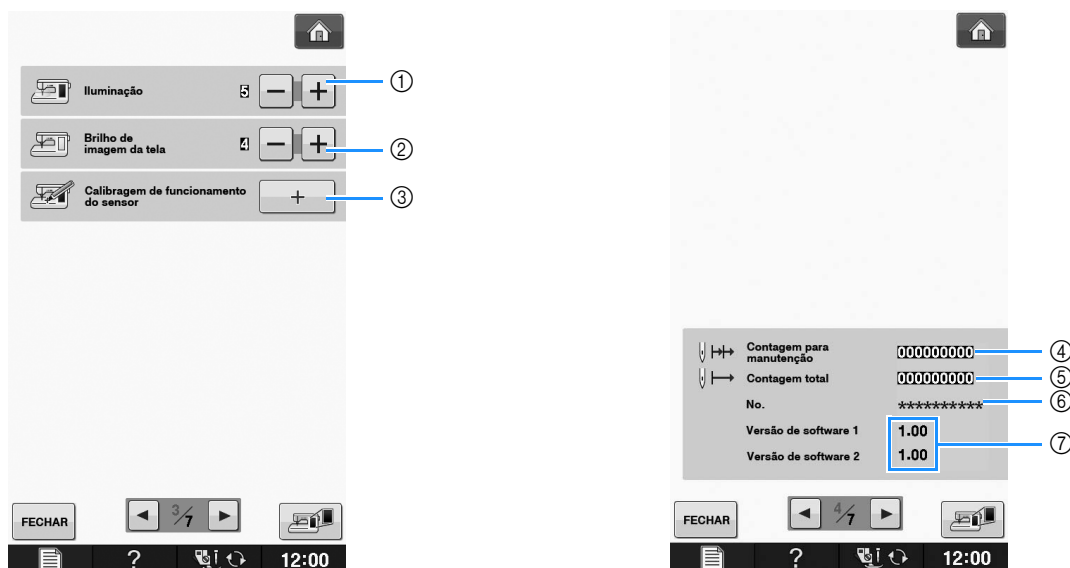 Iluminação 5 − + ①
Brilho de
imagem da tela 4 − + ②
Calibragem de funcionamento
do sensor + ③
FECHAR 3/7
? 12:00
Contagem para
manutenção 000000000 ④
Contagem total 000000000 ⑤
No. ********** ⑥
Versão de software 1 1.00
Versão de software 2 1.00 ⑦
FECHAR 4/7
? 12:00